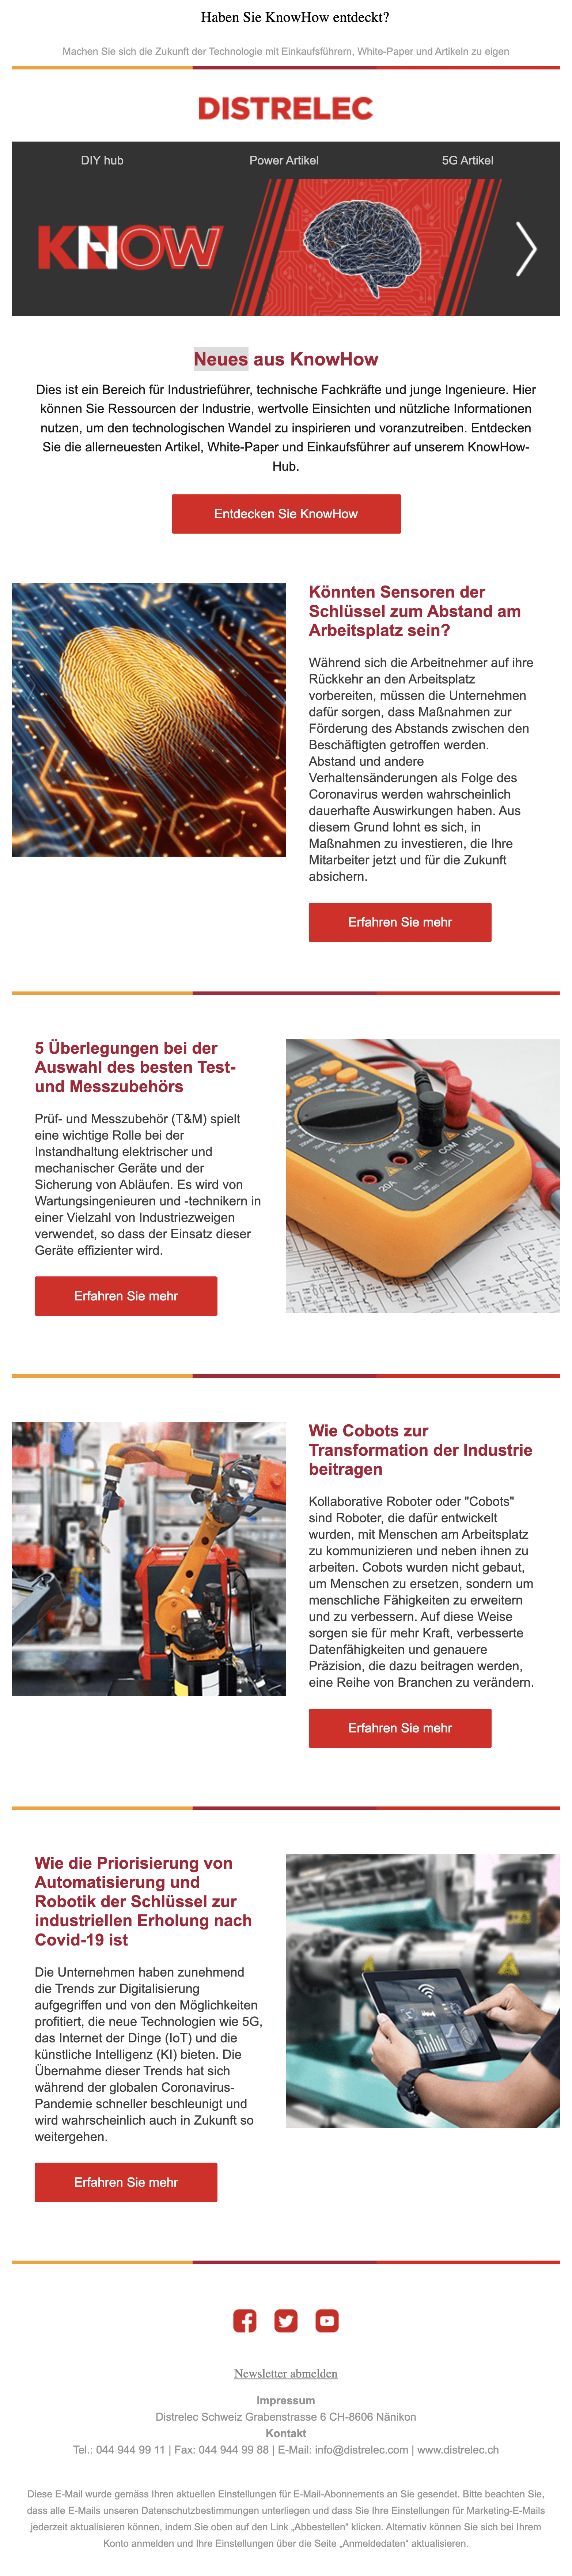 Haben Sie KnowHow entdeckt?
Machen Sie sich die Zukunft der Technologie mit Einkaufsführern, White-Paper und Artikeln zu eigen
DISTRELEC
DIY hub
Power Artikel
5G Artikel
KNOW
Neues aus KnowHow
Dies ist ein Bereich für Industrieführer, technische Fachkräfte und junge Ingenieure. Hier
können Sie Ressourcen der Industrie, wertvolle Einsichten und nützliche Informationen
nutzen, um den technologischen Wandel zu inspirieren und voranzutreiben. Entdecken
Sie die allerneuesten Artikel, White-Paper und Einkaufsführer auf unserem KnowHow-
Hub.
Entdecken Sie KnowHow
Könnten Sensoren der
Schlüssel zum Abstand am
Arbeitsplatz sein?
Während sich die Arbeitnehmer auf ihre
Rückkehr an den Arbeitsplatz
vorbereiten, müssen die Unternehmen
dafür sorgen, dass Maßnahmen zur
Förderung des Abstands zwischen den
Beschäftigten getroffen werden.
Abstand und andere
Verhaltensänderungen als Folge des
Coronavirus werden wahrscheinlich
dauerhafte Auswirkungen haben. Aus
diesem Grund lohnt es sich, in
Maßnahmen zu investieren, die Ihre
Mitarbeiter jetzt und für die Zukunft
absichern.
Erfahren Sie mehr
5 Überlegungen bei der
Auswahl des besten Test-
und Messzubehörs
Prüf- und Messzubehör (T&M) spielt
eine wichtige Rolle bei der
Instandhaltung elektrischer und
mechanischer Geräte und der
Sicherung von Abläufen. Es wird von
Wartungsingenieuren und -technikern in
einer Vielzahl von Industriezweigen
verwendet, so dass der Einsatz dieser
Geräte effizienter wird.
Erfahren Sie mehr
20A
mA
COM
VΩHz
Wie Cobots zur
Transformation der Industrie
beitragen
Kollaborative Roboter oder "Cobots"
sind Roboter, die dafür entwickelt
wurden, mit Menschen am Arbeitsplatz
zu kommunizieren und neben ihnen zu
arbeiten. Cobots wurden nicht gebaut,
um Menschen zu ersetzen, sondern um
menschliche Fähigkeiten zu erweitern
und zu verbessern. Auf diese Weise
sorgen sie für mehr Kraft, verbesserte
Datenfähigkeiten und genauere
Präzision, die dazu beitragen werden,
eine Reihe von Branchen zu verändern.
Erfahren Sie mehr
Wie die Priorisierung von
Automatisierung und
Robotik der Schlüssel zur
industriellen Erholung nach
Covid-19 ist
Die Unternehmen haben zunehmend
die Trends zur Digitalisierung
aufgegriffen und von den Möglichkeiten
profitiert, die neue Technologien wie 5G,
das Internet der Dinge (IoT) und die
künstliche Intelligenz (KI) bieten. Die
Übernahme dieser Trends hat sich
während der globalen Coronavirus-
Pandemie schneller beschleunigt und
wird wahrscheinlich auch in Zukunft so
weitergehen.
Erfahren Sie mehr
Newsletter abmelden
Impressum
Distrelec Schweiz Grabenstrasse 6 CH-8606 Nänikon
Kontakt
Tel.: 044 944 99 11 | Fax: 044 944 99 88 | E-Mail: info@distrelec.com | www.distrelec.ch
Diese E-Mail wurde gemäss Ihren aktuellen Einstellungen für E-Mail-Abonnements an Sie gesendet. Bitte beachten Sie,
dass alle E-Mails unseren Datenschutzbestimmungen unterliegen und dass Sie Ihre Einstellungen für Marketing-E-Mails
jederzeit aktualisieren können, indem Sie oben auf den Link „Abbestellen“ klicken. Alternativ können Sie sich bei Ihrem
Konto anmelden und Ihre Einstellungen über die Seite „Anmeldedaten“ aktualisieren.